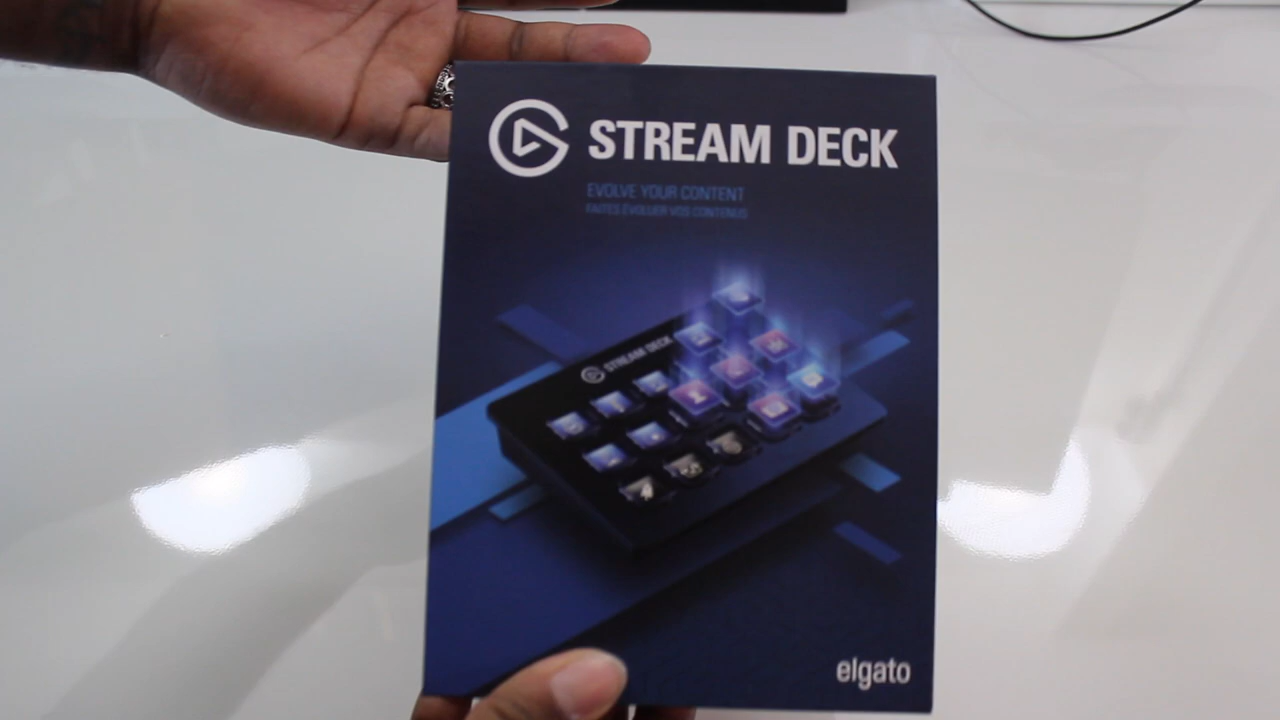 STREAM DECK
EVOLVE YOUR CONTENT
FAITES ÉVOLUER VOS CONTENUS
STREAM DECK
elgato